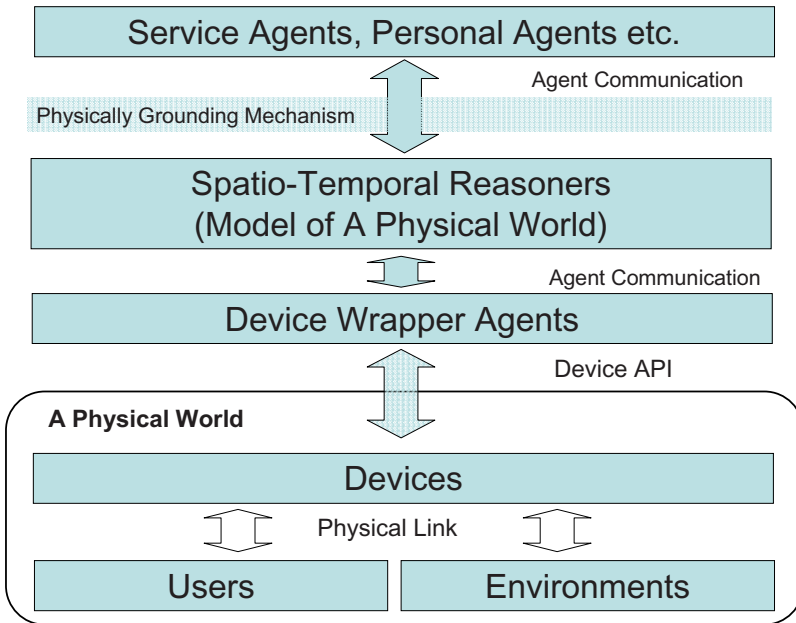 Service Agents, Personal Agents etc.
Agent Communication
Physically Grounding Mechanism
Spatio-Temporal Reasoners
(Model of A Physical World)
Agent Communication
Device Wrapper Agents
Device API
A Physical World
Devices
Physical Link
Users
Environments